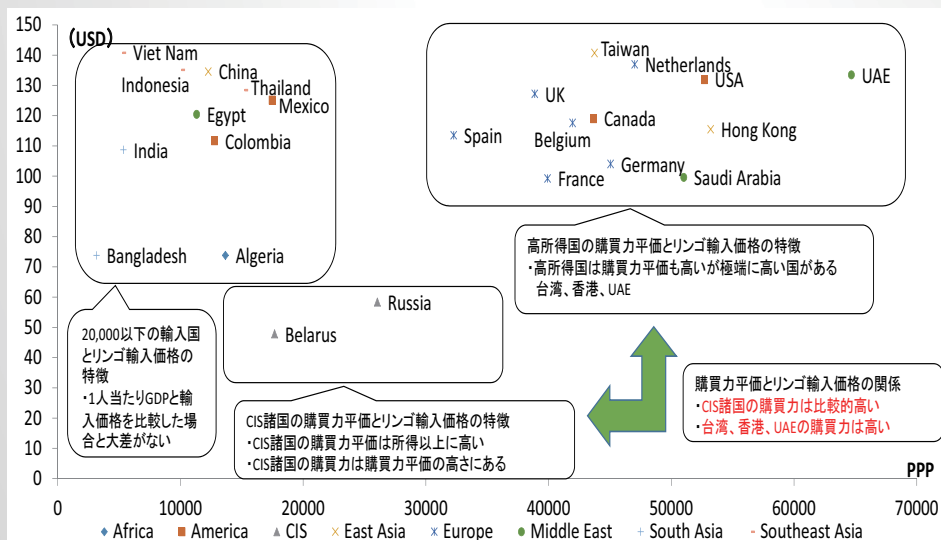 (USD)
150
140
130
120
110
100
90
80
70
60
50
40
30
20
10
0
0
10000
20000
30000
40000
50000
60000
70000
PPP
Viet Nam
Indonesia
China
Thailand
Mexico
Egypt
Colombia
India
Bangladesh
Algeria
Taiwan
Netherlands
USA
UAE
UK
Canada
Hong Kong
Spain
Belgium
Germany
France
Saudi Arabia
Russia
Belarus
高所得国の購買力平価とリンゴ輸入価格の特徴
・高所得国は購買力平価も高いが極端に高い国がある
台湾、香港、UAE
20,000以下の輸入国
とリンゴ輸入価格の
特徴
・1人当たりGDPと輸
入価格を比較した場
合と大差がない
CIS諸国の購買力平価とリンゴ輸入価格の特徴
・CIS諸国の購買力平価は所得以上に高い
・CIS諸国の購買力は購買力平価の高さにある
購買力平価とリンゴ輸入価格の関係
・CIS諸国の購買力は比較的高い
・台湾、香港、UAEの購買力は高い
Africa
America
CIS
East Asia
Europe
Middle East
South Asia
Southeast Asia